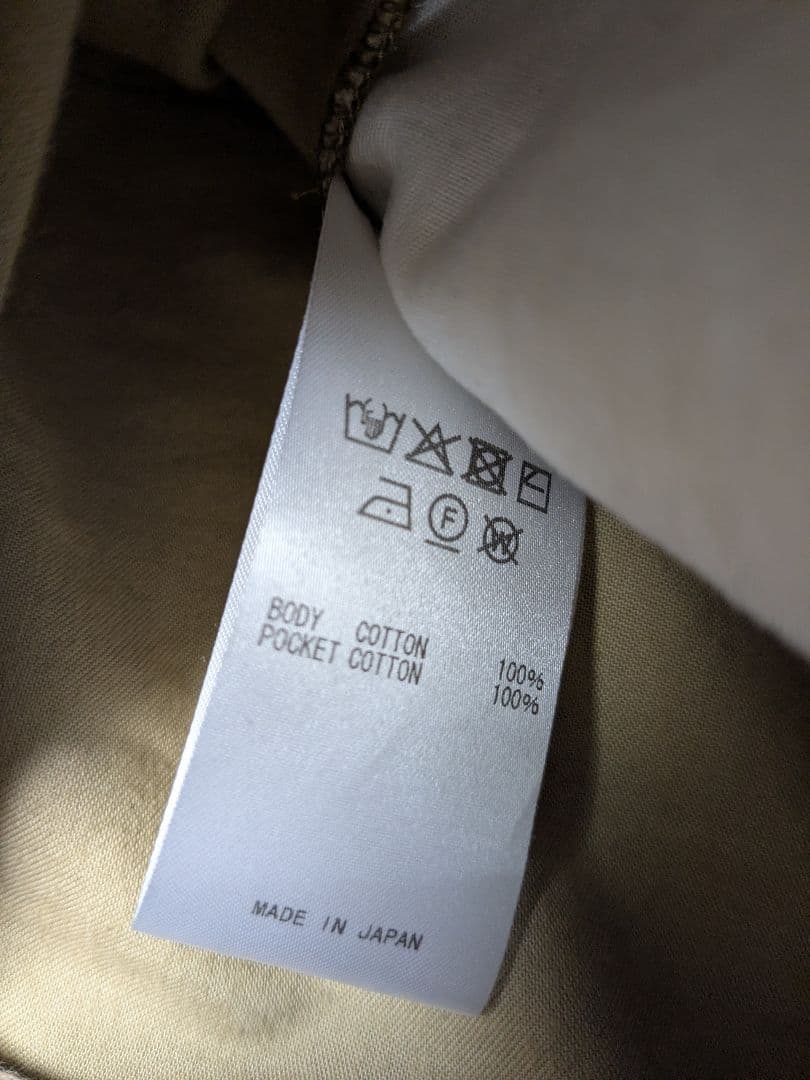 F W
BODY COTTON 100%
POCKET COTTON 100%
MADE IN JAPAN